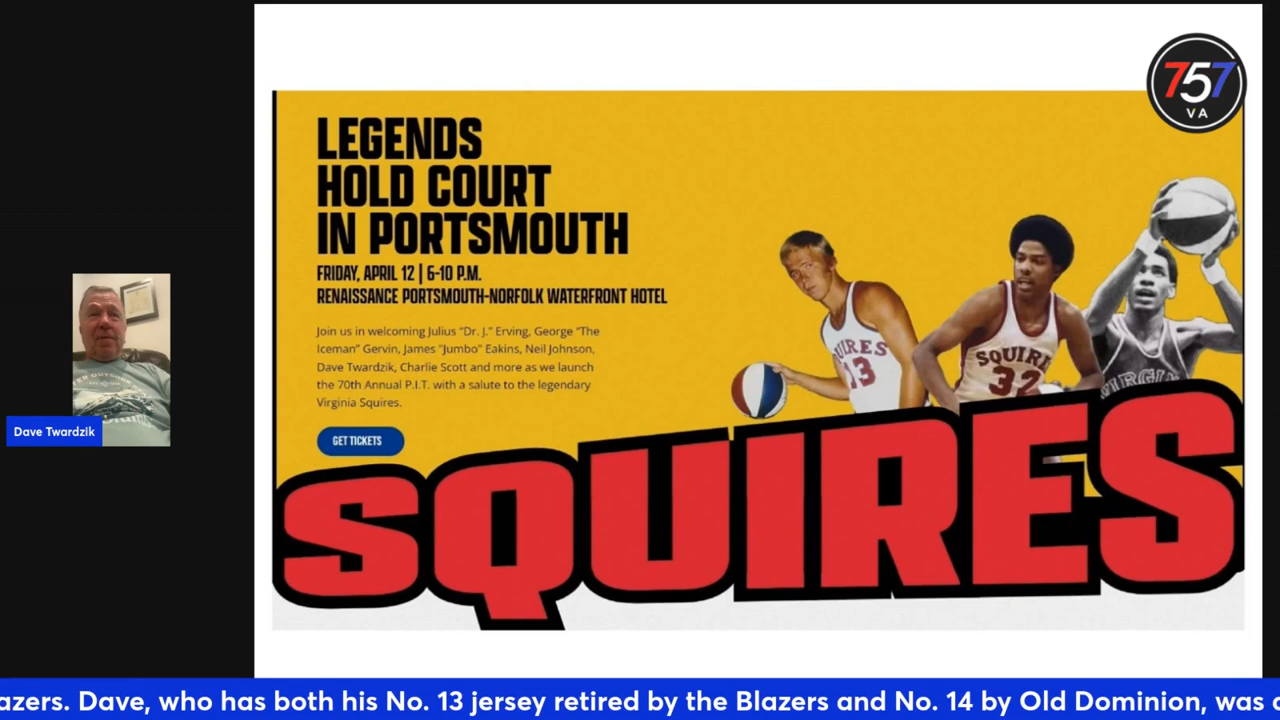 757
VA
LEGENDS
HOLD COURT
IN PORTSMOUTH
FRIDAY, APRIL 12 | 6-10 P.M.
RENAISSANCE PORTSMOUTH-NORFOLK WATERFRONT HOTEL
Join us in welcoming Julius "Dr. J." Erving, George "The
Iceman" Gervin, James "Jumbo" Eakins, Neil Johnson,
Dave Twardzik, Charlie Scott and more as we launch
the 70th Annual P.I.T. with a salute to the legendary
Virginia Squires.
GET TICKETS
UIRES
13
SQUIRE
32
VIRGIN
SQUIRES
Dave Twardzik
azers. Dave, who has both his No. 13 jersey retired by the Blazers and No. 14 by Old Dominion, was